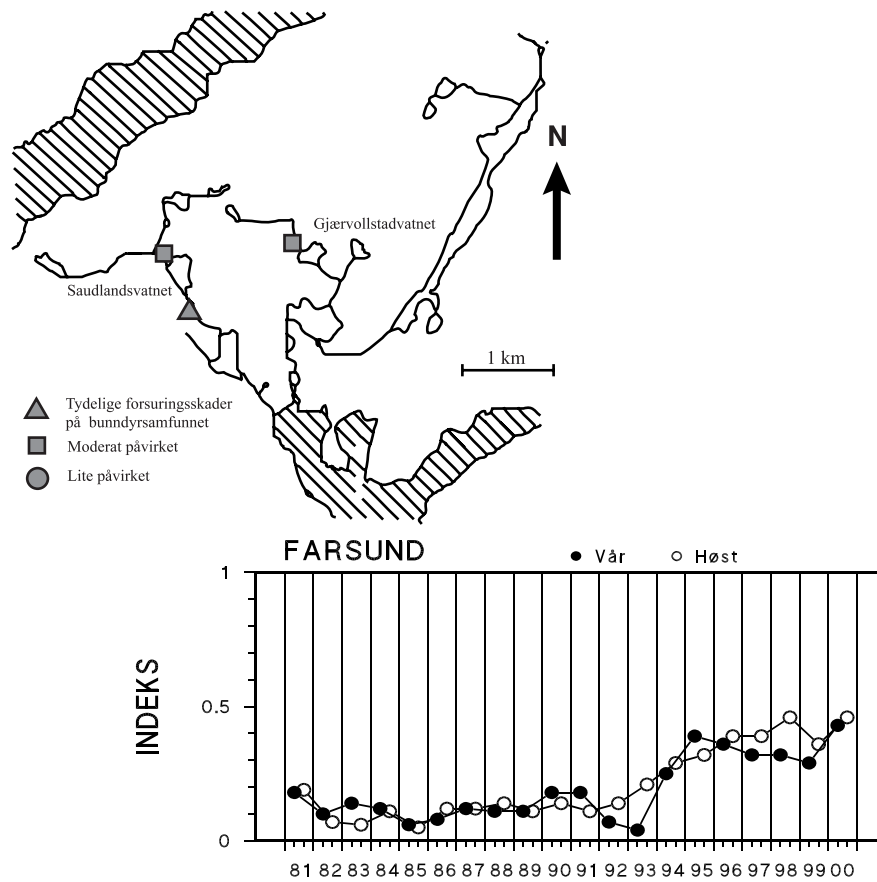 N
Gjærvollstadvatnet
Saudlandsvatnet
1 km
Tydelige forsuringsskader
på bunndyrsamfunnet
Moderat påvirket
Lite påvirket
FARSUND
Vår
Høst
1
0.5
0
INDEKS
81 82 83 84 85 86 87 88 89 90 91 92 93 94 95 96 97 98 99 00